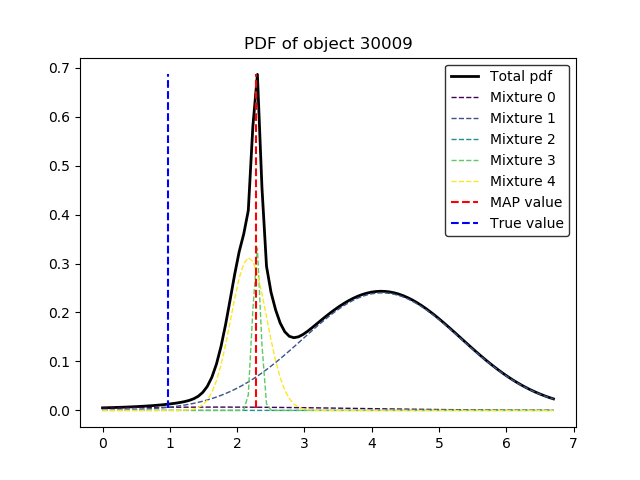 PDF of object 30009
0.7
0.6
0.5
0.4
0.3
0.2
0.1
0.0
Total pdf
Mixture 0
Mixture 1
Mixture 2
Mixture 3
Mixture 4
MAP value
True value
0 1 2 3 4 5 6 7